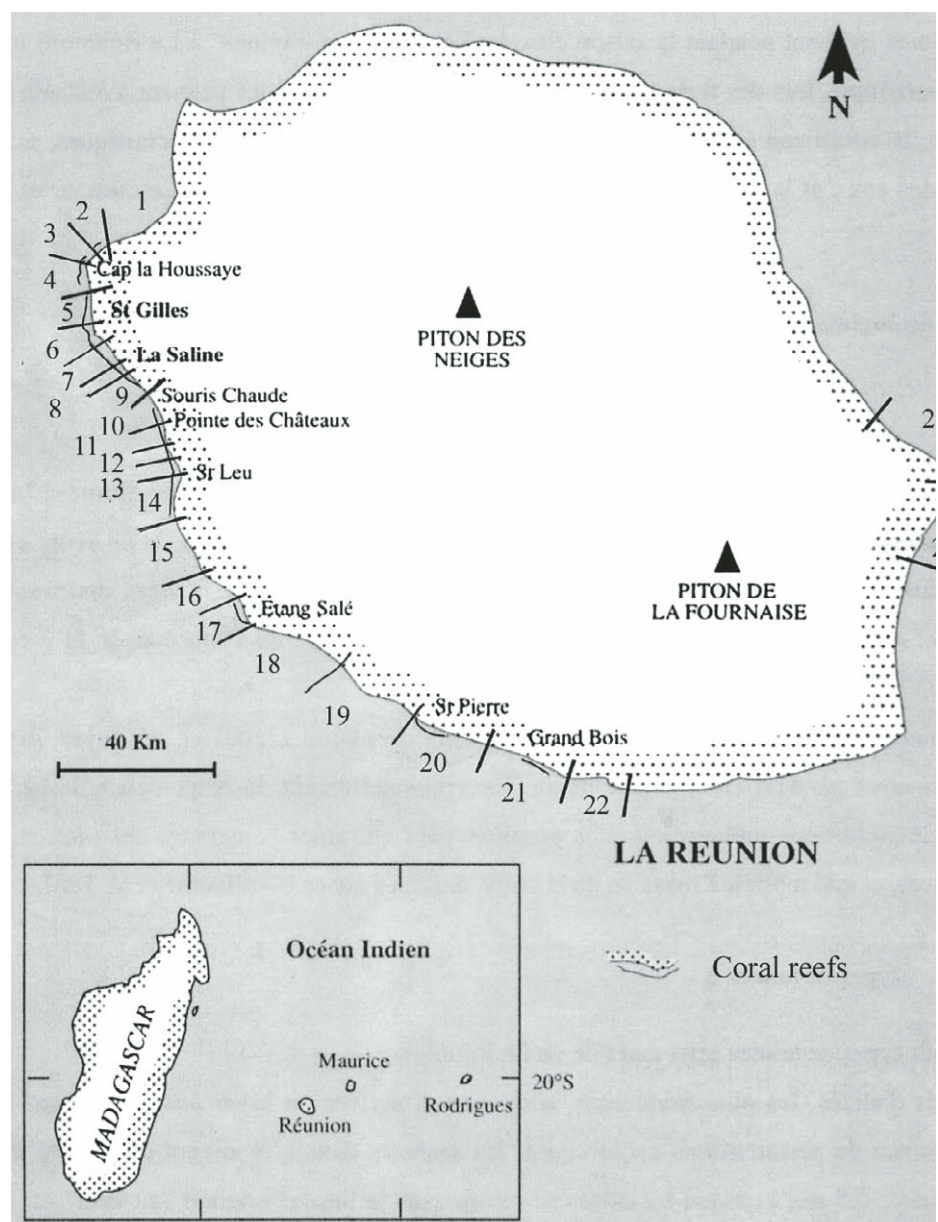 N
1
2
3
Cap la Houssaye
4
5
St Gilles
6
La Saline
7
8
9
Souris Chaude
10
Pointe des Châteaux
11
12
St Leu
13
14
15
16
Etang Salé
17
18
19
St Pierre
20
Grand Bois
21
22
PITON DES
NEIGES
PITON DE
LA FOURNAISE
40 Km
LA REUNION
Coral reefs
Océan Indien
MADAGASCAR
Maurice
Réunion
Rodrigues
20°S